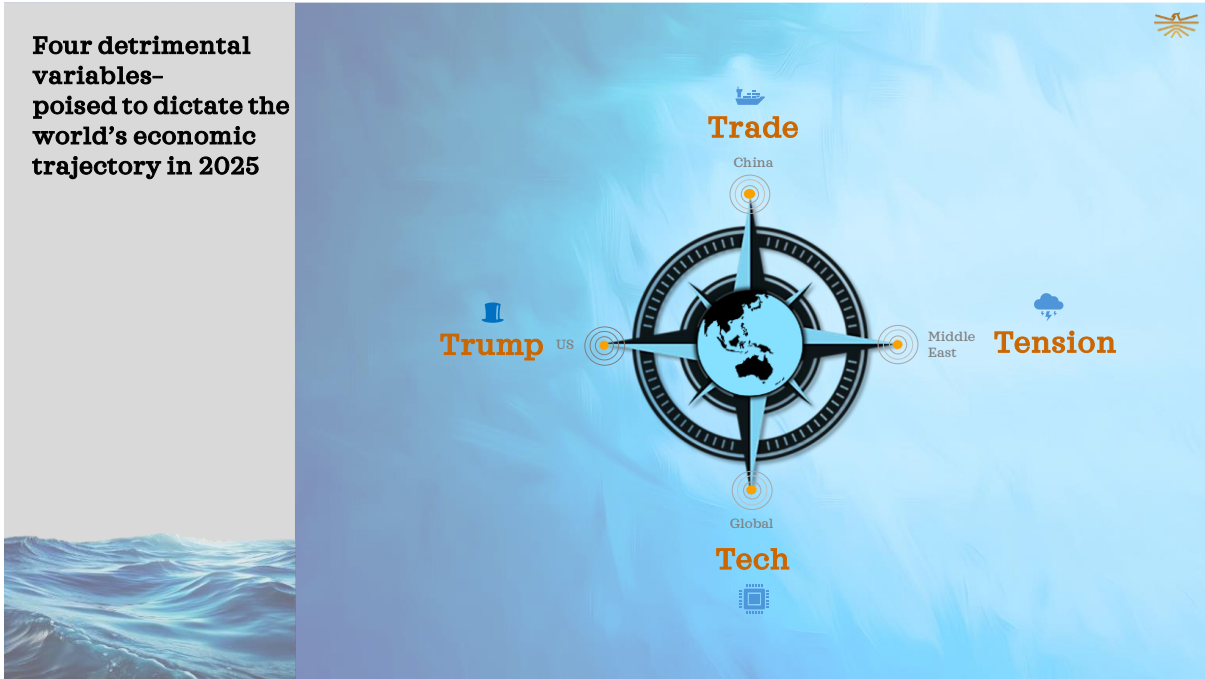 Four detrimental
variables–
poised to dictate the
world’s economic
trajectory in 2025
Trade
China
Trump
US
Middle
East
Tension
Global
Tech